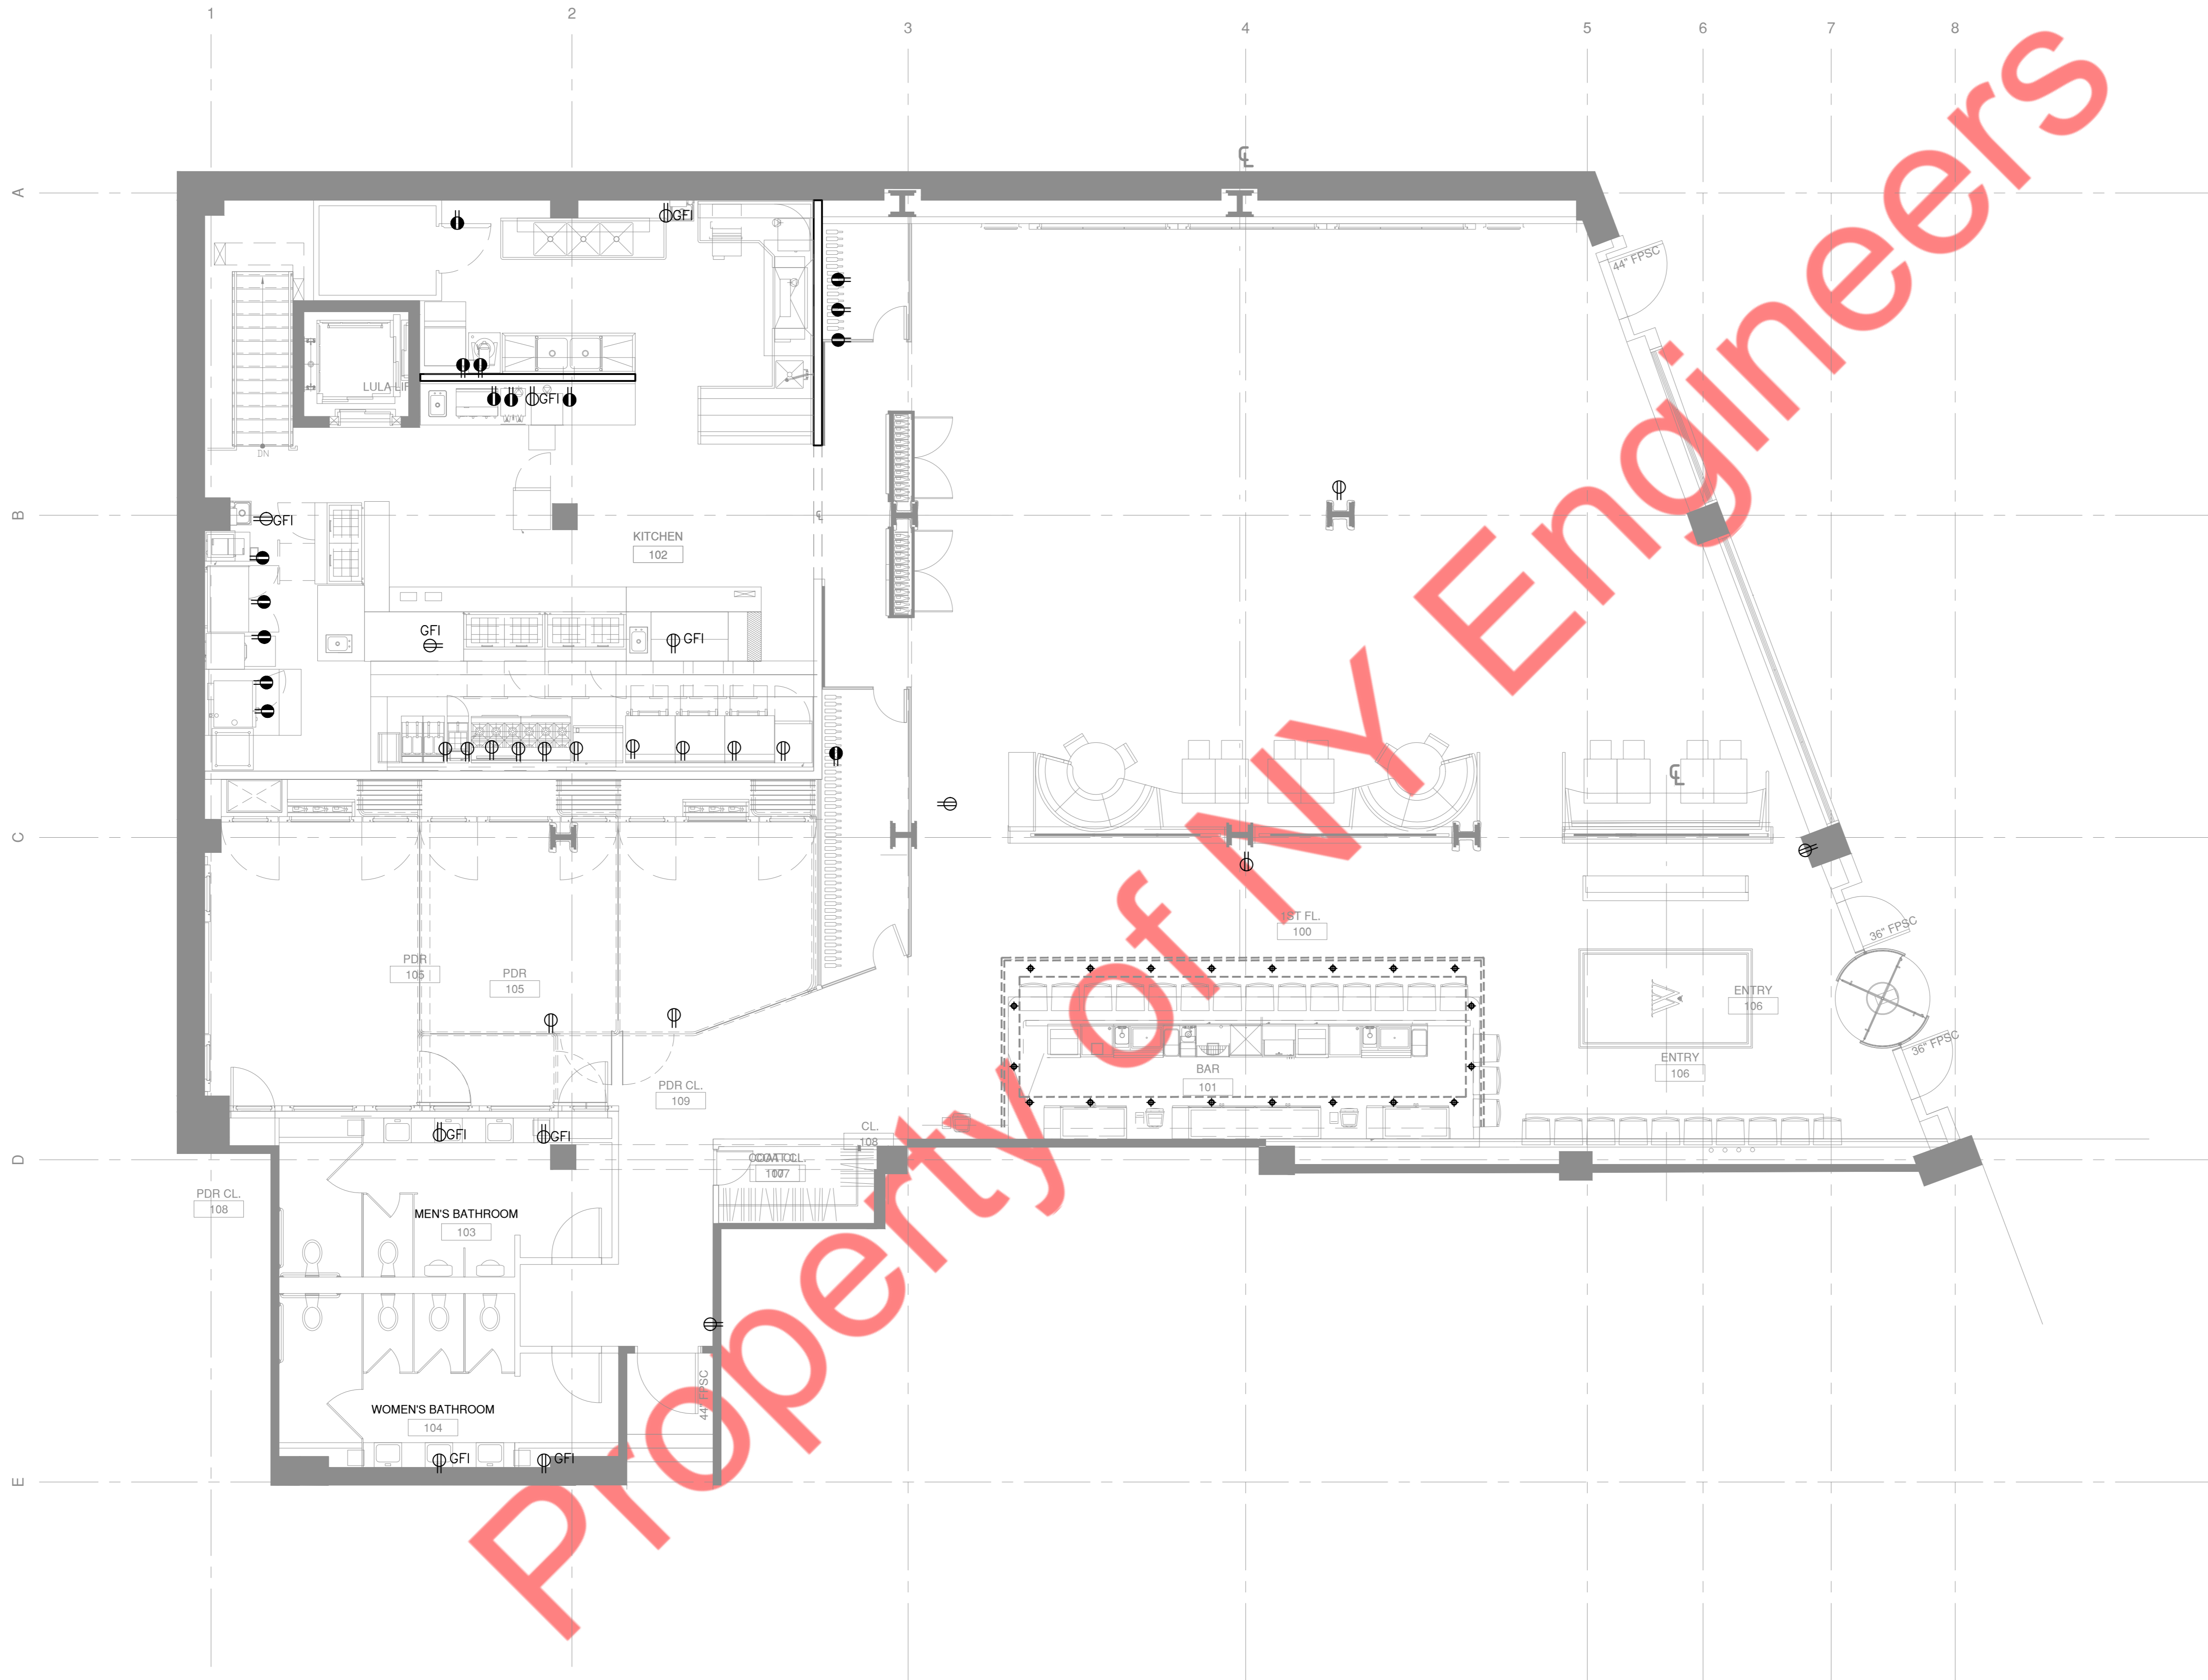 1 2 3 4 5 6 7 8
A
B
C
D
E
44" FPSC
GFI
LULA LIF
GFI
DN
GFI
KITCHEN
102
GFI
GFI
1ST FL.
100
36" FPSC
PDR
105
PDR
105
ENTRY
106
36" FPSC
ENTRY
106
BAR
101
PDR CL.
109
CL.
108
GFI
GFI
COAT CL.
107
PDR CL.
108
MEN'S BATHROOM
103
44" FPSC
WOMEN'S BATHROOM
104
GFI
GFI
Property of NY Engineers